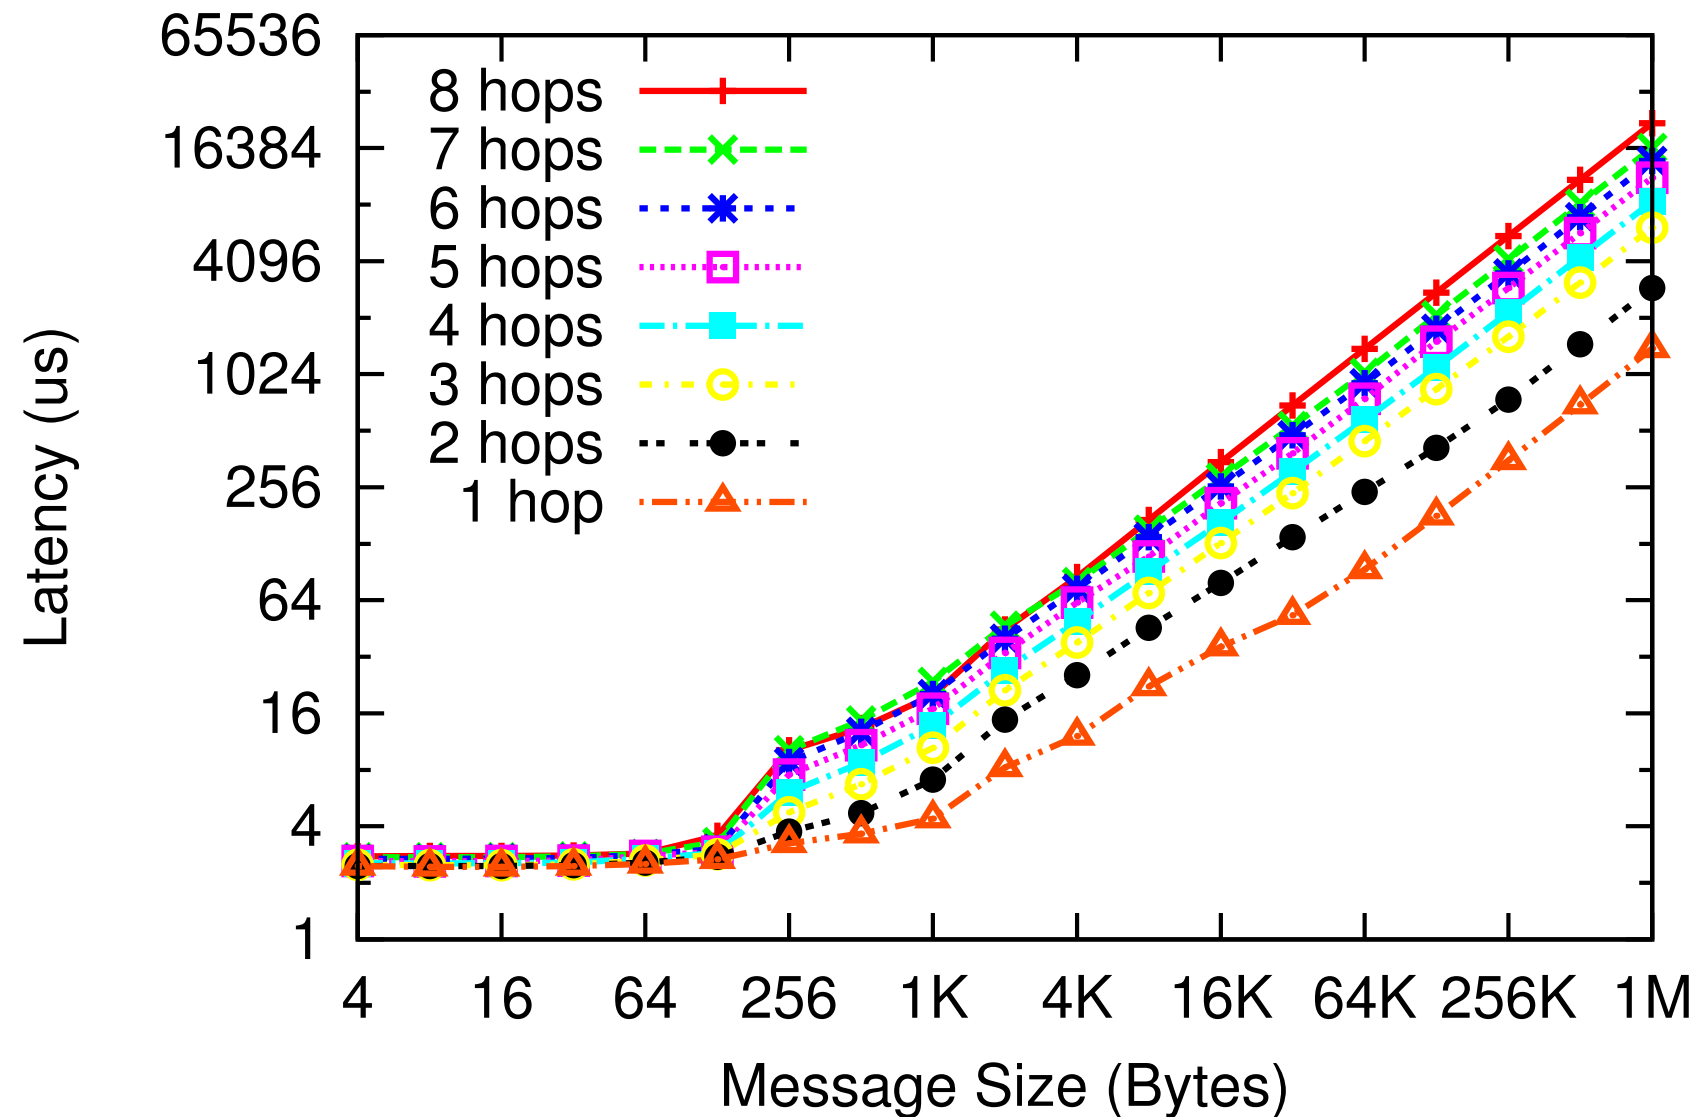 65536
16384
4096
1024
256
64
16
4
1
Latency (us)
8 hops
7 hops
6 hops
5 hops
4 hops
3 hops
2 hops
1 hop
4 16 64 256 1K 4K 16K 64K 256K 1M
Message Size (Bytes)